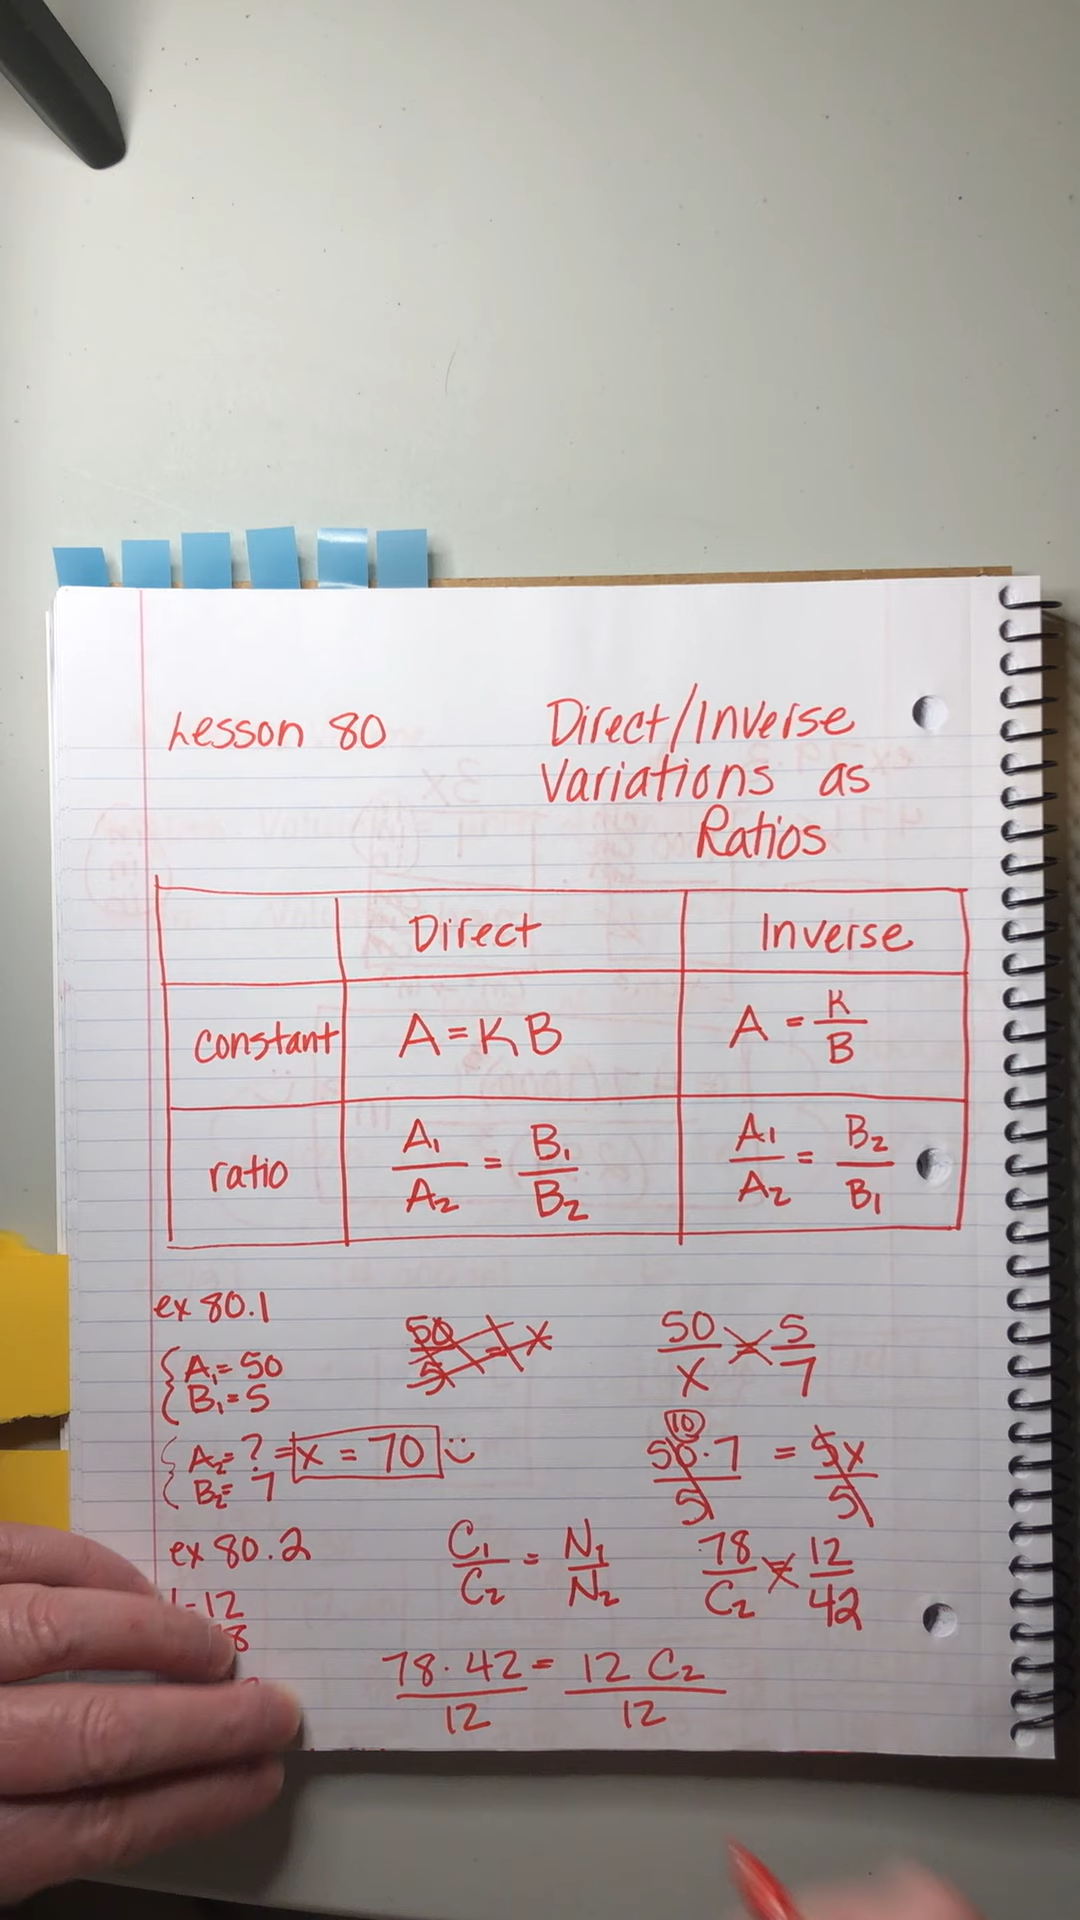 Lesson 80
Direct/Inverse
Variations as
Ratios
Direct Inverse
constant A=KB A = K/B
ratio A₁/A₂ = B₁/B₂ A₁/A₂ = B₂/B₁
ex 80.1
50/x = 5/7
{ A₁= 50
{ B₁= 5
{ A₂= ? = x = 70
{ B₂= 7
10
50·7/5 = 5x/5
ex 80.2
C₁/C₂ = N₁/N₂ 78/C₂ = 12/42
12
8
78·42/12 = 12 C₂/12